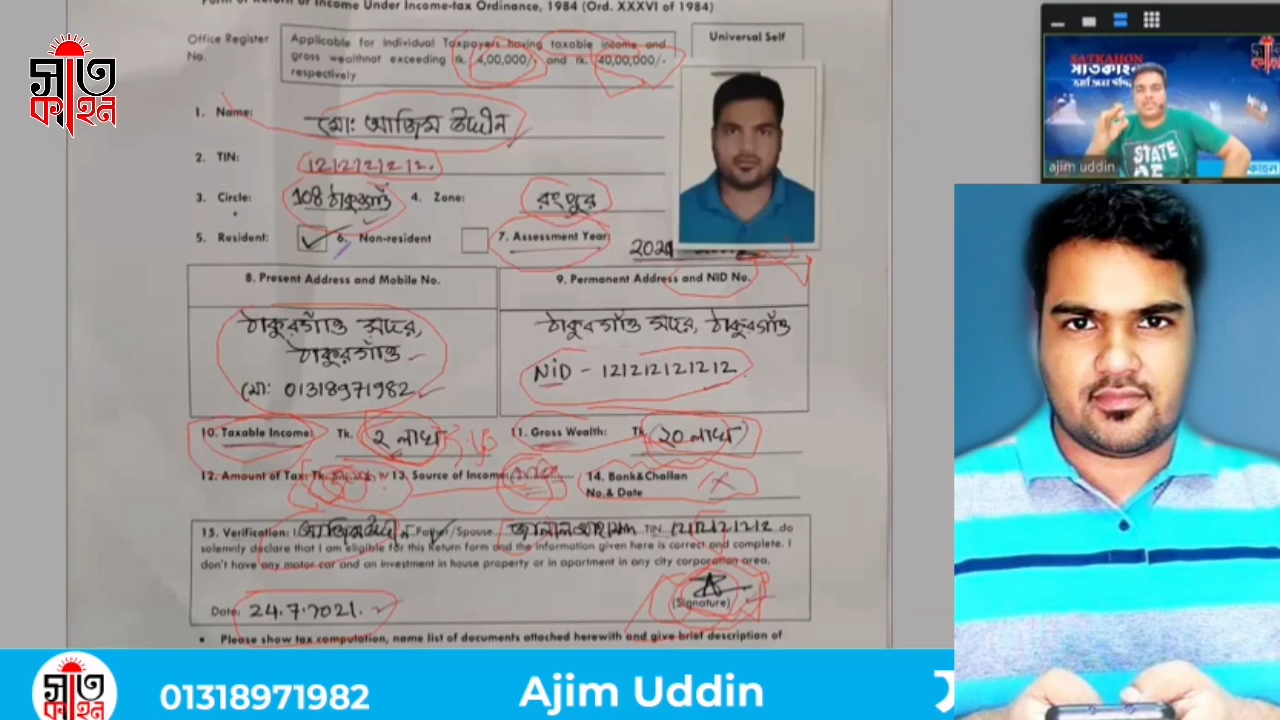 Form of Return of Income Under Income-tax Ordinance, 1984 (Ord. XXXVI of 1984)
Office Register No.
Applicable for Individual Taxpayers having taxable income and
gross wealthnot exceeding tk. 4,00,000/- and tk. 40,00,000/-
respectively
Universal Self
সাত
কাহন
1. Name: মো: আজিম উদ্দীন
2. TIN: 12121212.
3. Circle: 108 ঠাকুরগাঁও 4. Zone: রংপুর
5. Resident: 6. Non-resident 7. Assessment Year:
8. Present Address and Mobile No.
9. Permanent Address and NID No.
ঠাকুরগাঁও সদর,
ঠাকুরগাঁও
মো: 01318971982
ঠাকুরগাঁও সদর, ঠাকুরগাঁও
NiD - 121212121212
10. Taxable Income: Tk. ২ লাখ 11. Gross Wealth: Tk. ২০ লাখ
12. Amount of Tax: Tk. 13. Source of Income: 14. Bank&Challan
No.& Date
15. Verification: I আজিম উদ্দীন Father/Spouse TIN 12121212 do
solemnly declare that I am eligible for this Return form and the information given here is correct and complete. I
don't have any motor car and an investment in house property or in apartment in any city corporation area.
(Signature)
Date: 24.7.2021.
• Please show tax computation, name list of documents attached herewith and give brief description of
SATKAHON
সাতকাহন
ajim uddin
STATE
সাত
কাহন
01318971982
Ajim Uddin